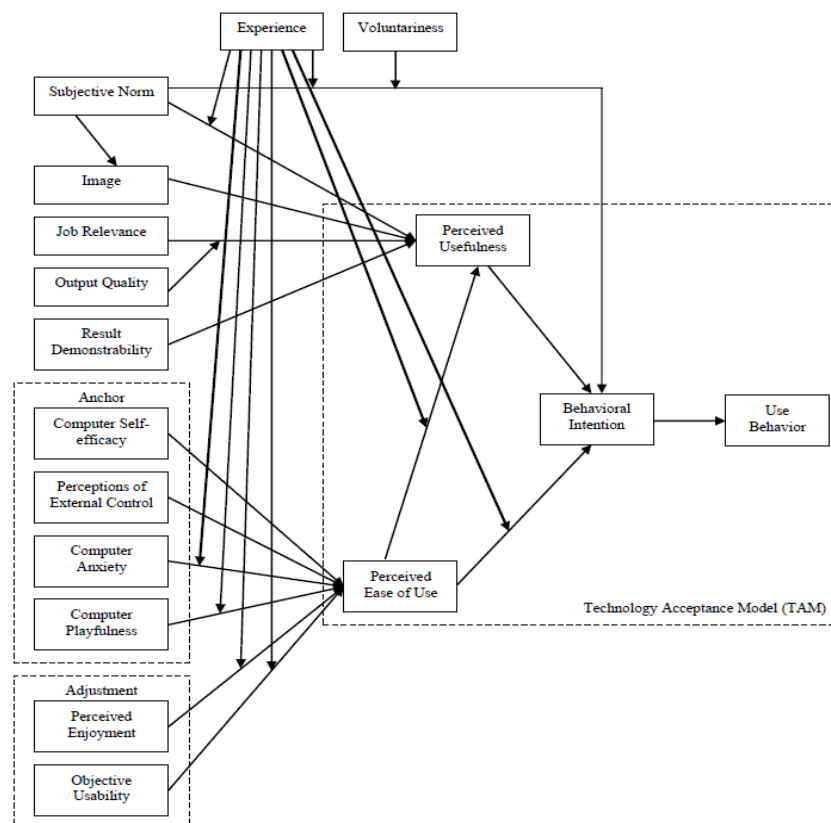 Experience
Voluntariness
Subjective Norm
Image
Job Relevance
Output Quality
Result
Demonstrability
Perceived
Usefulness
Anchor
Computer Self-
efficacy
Perceptions of
External Control
Computer
Anxiety
Computer
Playfulness
Behavioral
Intention
Use
Behavior
Perceived
Ease of Use
Technology Acceptance Model (TAM)
Adjustment
Perceived
Enjoyment
Objective
Usability